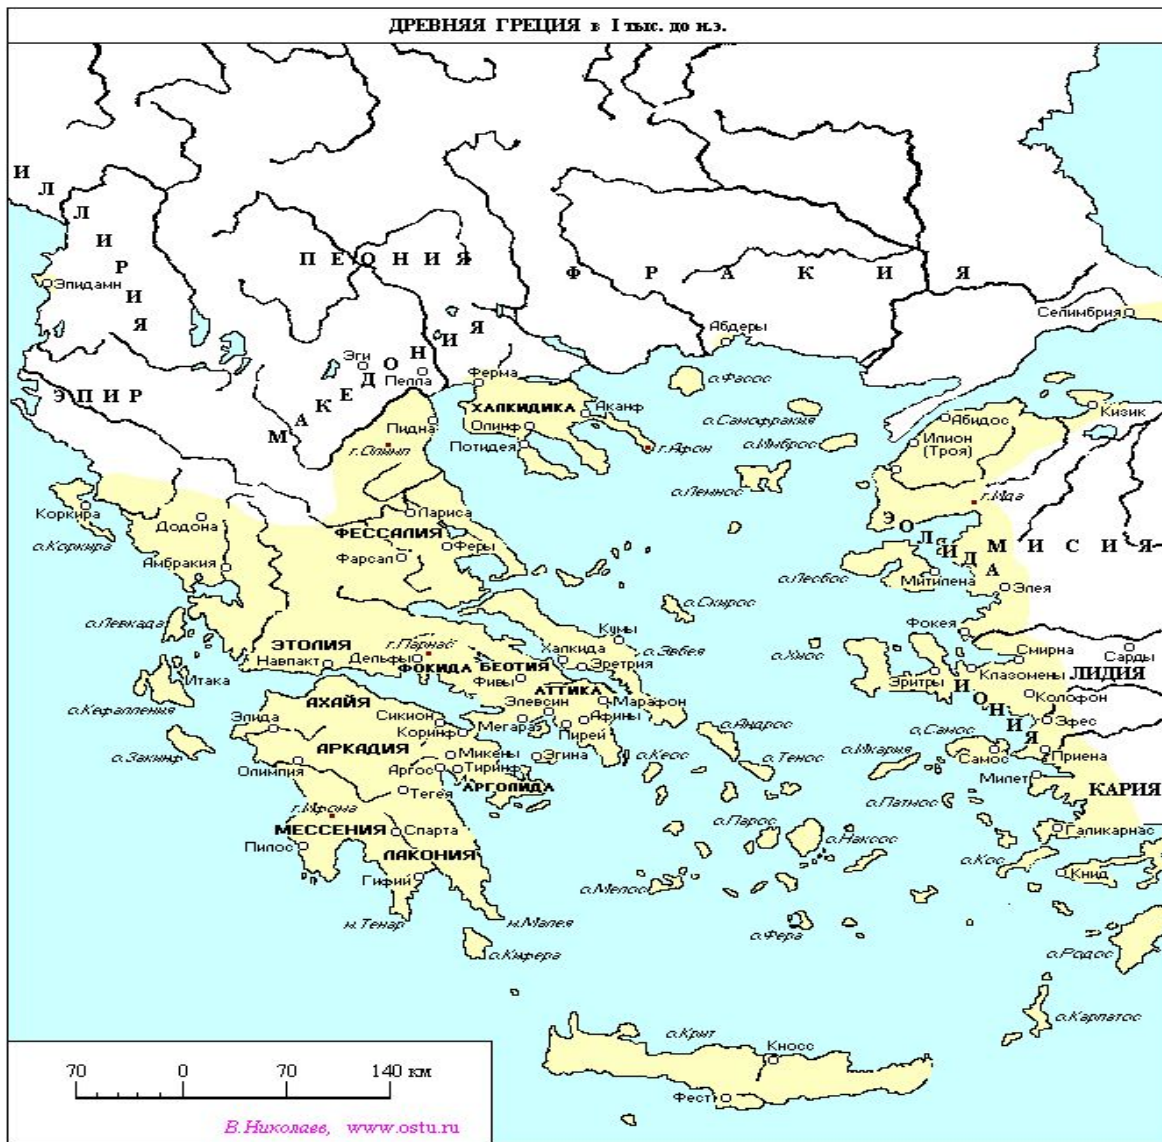 ДРЕВНЯЯ ГРЕЦИЯ в I тыс. до н.э.
ИЛЛИРИЯ
ПЕОНИЯ
ФРАКИЯ
Эпидамн
Селимбрия
Абдеры
Эги
Пелла
МАКЕДОНИЯ
Ферма
о.Фасос
ЭПИР
ХАЛКИДИКА
Аканф
о.Самофракия
Абидос
Кизик
Пидна
Олинф
Потидея
г.Олимп
г.Афон
о.Имброс
Илион
(Троя)
о.Лемнос
г.Ида
Коркира
о.Коркира
Додона
Лариса
ФЕССАЛИЯ
Фарсал
Феры
ЭОЛИДА
МИСИЯ
Амбракия
о.Лесбос
Митилена
Элея
о.Левкада
о.Скирос
Кумы
Фокея
ЭТОЛИЯ
г.Парнас
Халкида
о.Эвбея
о.Хиос
Смирна
Сарды
Навпакт
Дельфы
ФОКИДА
БЕОТИЯ
Эретрия
Клазомены
ЛИДИЯ
Итака
Фивы
Эритры
ИОНИЯ
АХАЙЯ
АТТИКА
Элевсин
Марафон
Колофон
о.Кефалления
Элида
Сикион
Мегара
Афины
о.Андрос
Эфес
Коринф
Пирей
о.Самос
АРКАДИЯ
Микены
Эгина
о.Кеос
о.Тенос
о.Икария
Самос
Приена
о.Закинф
Олимпия
Аргос
Тиринф
Милет
АРГОЛИДА
Тегея
КАРИЯ
г.Ифома
о.Патмос
МЕССЕНИЯ
Спарта
о.Парос
о.Наксос
Галикарнас
Пилос
ЛАКОНИЯ
Гифий
о.Кос
Книд
о.Мелос
м.Тенар
м.Малея
о.Фера
о.Кифера
о.Родос
о.Карпатос
о.Крит
Кносс
Фест
70 0 70 140 км
В.Николаев, www.ostu.ru